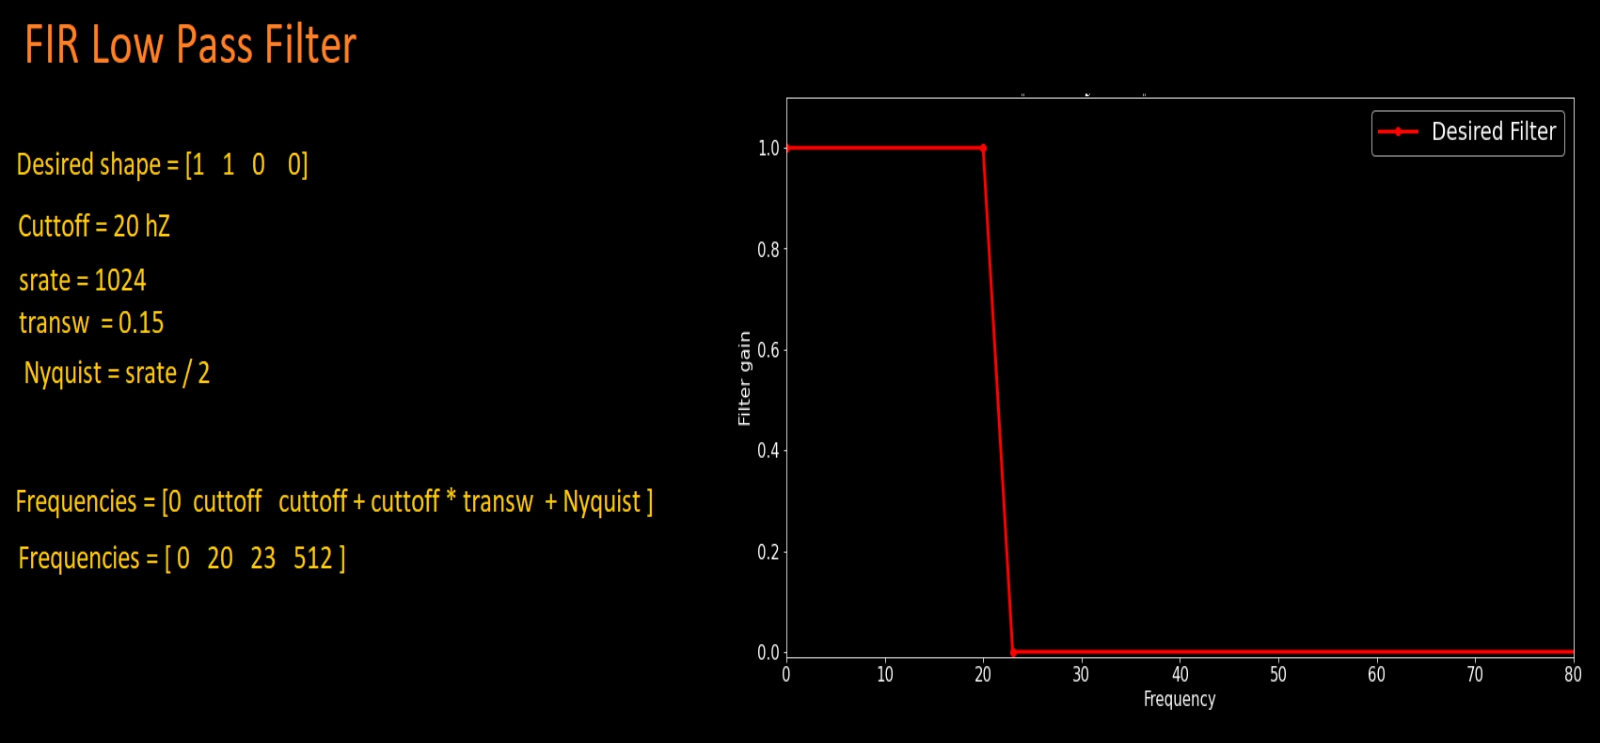 FIR Low Pass Filter
Desired shape = [1 1 0 0]
Cuttoff = 20 hZ
srate = 1024
transw = 0.15
Nyquist = srate / 2
Frequencies = [0 cuttoff cuttoff + cuttoff * transw + Nyquist ]
Frequencies = [ 0 20 23 512 ]
Desired Filter
1.0
0.8
0.6
0.4
0.2
0.0
Filter gain
0 10 20 30 40 50 60 70 80
Frequency